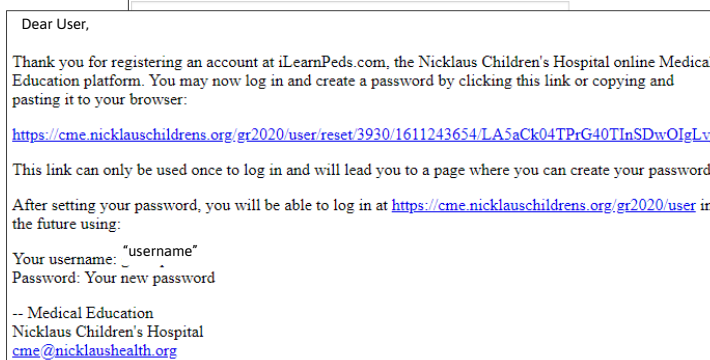 Dear User,
Thank you for registering an account at iLearnPeds.com, the Nicklaus Children's Hospital online Medical
Education platform. You may now log in and create a password by clicking this link or copying and
pasting it to your browser:
https://cme.nicklauschildrens.org/gr2020/user/reset/3930/1611243654/LA5aCk04TPrG40TInSDwOIgLv
This link can only be used once to log in and will lead you to a page where you can create your password
After setting your password, you will be able to log in at https://cme.nicklauschildrens.org/gr2020/user in
the future using:
Your username: “username”
Password: Your new password
-- Medical Education
Nicklaus Children's Hospital
cme@nicklaushealth.org